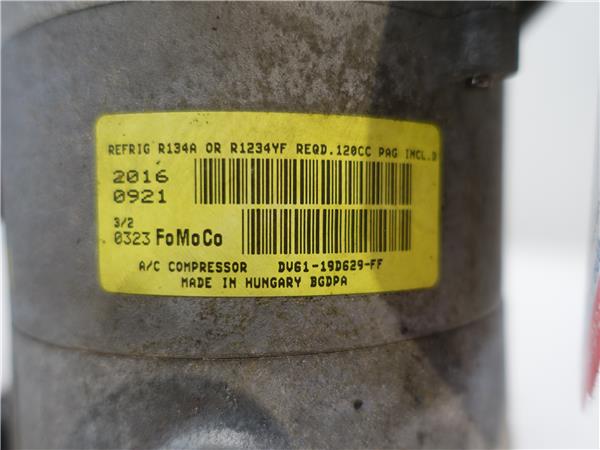 REFRIG R134A OR R1234YF REQD.120CC PAG INCL.D
2016
0921
3/2
0323 FoMoCo
A/C COMPRESSOR DV61-19D629-FF
MADE IN HUNGARY BGDPA